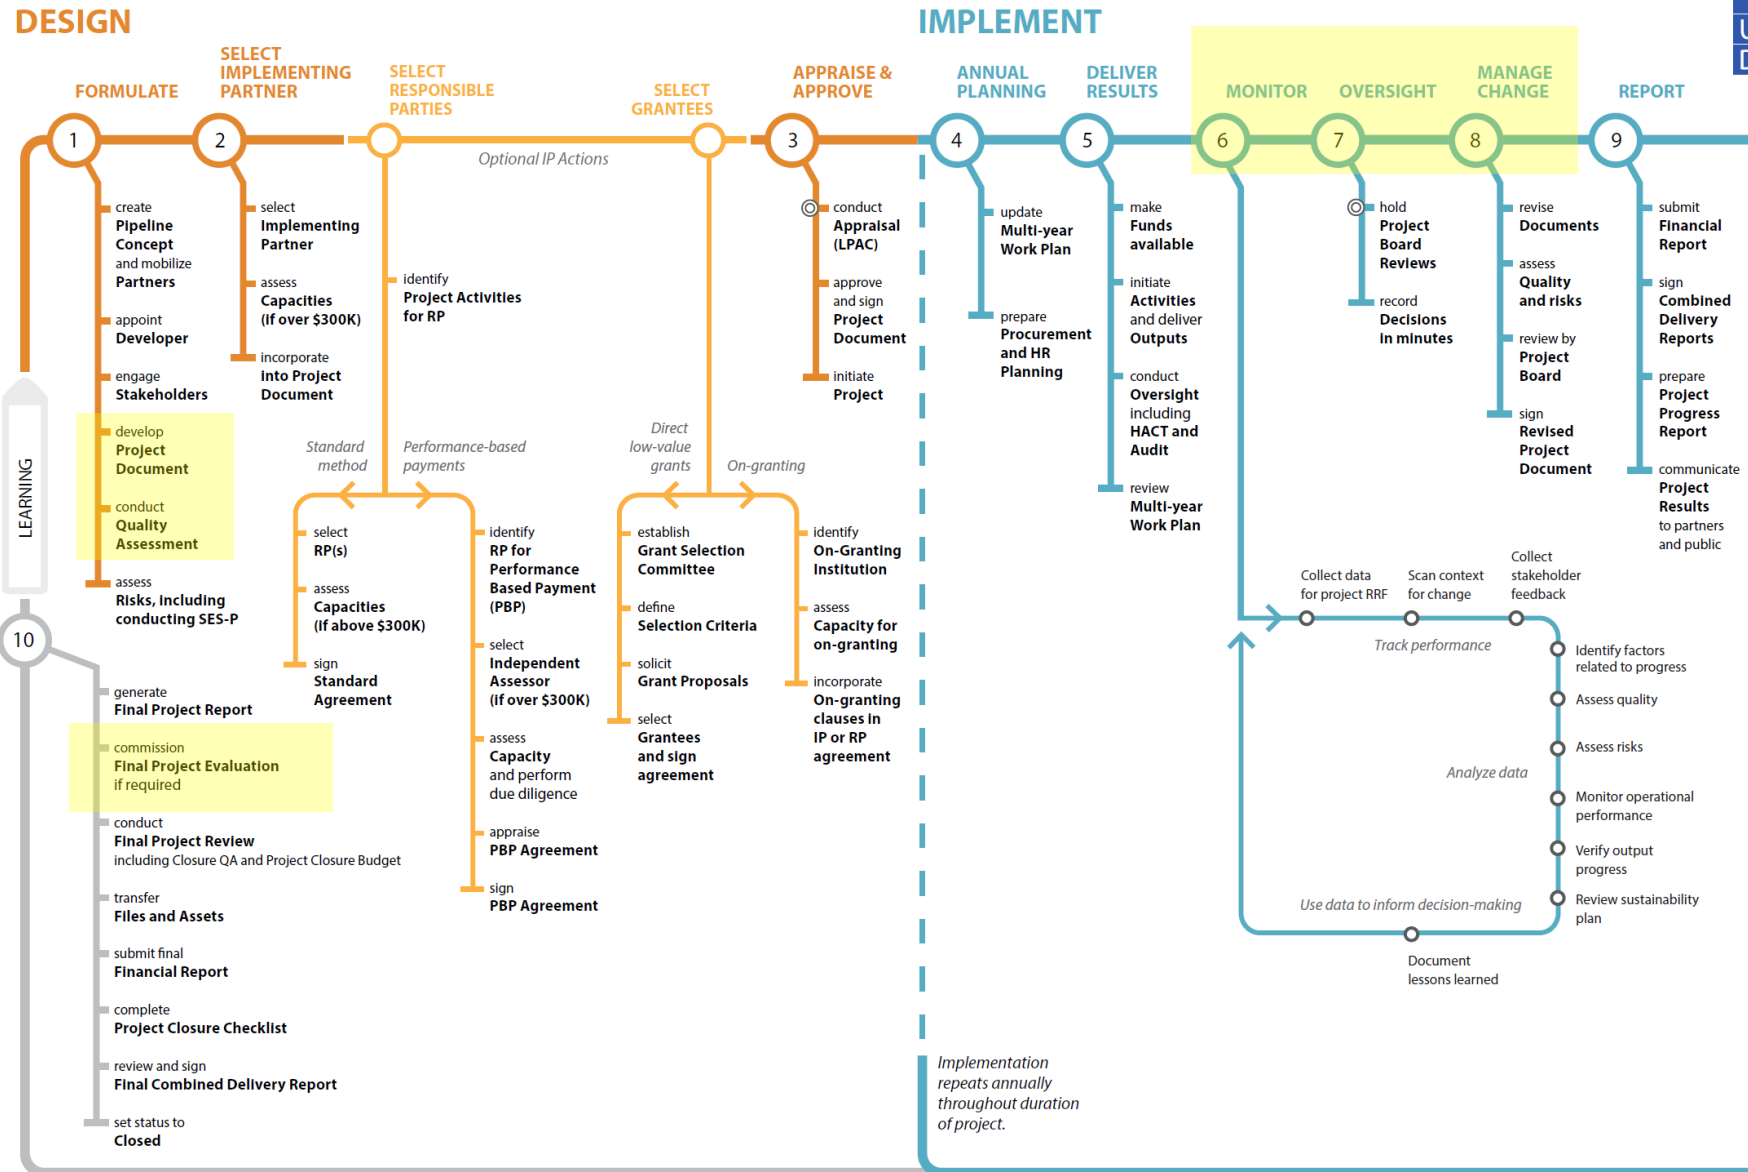 DESIGN
IMPLEMENT
U
D
FORMULATE
SELECT
IMPLEMENTING
PARTNER
SELECT
RESPONSIBLE
PARTIES
SELECT
GRANTEES
APPRAISE &
APPROVE
ANNUAL
PLANNING
DELIVER
RESULTS
MONITOR
OVERSIGHT
MANAGE
CHANGE
REPORT
1
2
3
4
5
6
7
8
9
Optional IP Actions
create
Pipeline
Concept
and mobilize
Partners
appoint
Developer
engage
Stakeholders
develop
Project
Document
conduct
Quality
Assessment
assess
Risks, including
conducting SES-P
select
Implementing
Partner
assess
Capacities
(if over $300K)
incorporate
into Project
Document
identify
Project Activities
for RP
Standard
method
Performance-based
payments
select
RP(s)
assess
Capacities
(if above $300K)
sign
Standard
Agreement
identify
RP for
Performance
Based Payment
(PBP)
select
Independent
Assessor
(if over $300K)
assess
Capacity
and perform
due diligence
appraise
PBP Agreement
sign
PBP Agreement
Direct
low-value
grants
On-granting
establish
Grant Selection
Committee
define
Selection Criteria
solicit
Grant Proposals
select
Grantees
and sign
agreement
identify
On-Granting
Institution
assess
Capacity for
on-granting
incorporate
On-granting
clauses in
IP or RP
agreement
conduct
Appraisal
(LPAC)
approve
and sign
Project
Document
initiate
Project
update
Multi-year
Work Plan
prepare
Procurement
and HR
Planning
make
Funds
available
initiate
Activities
and deliver
Outputs
conduct
Oversight
including
HACT and
Audit
review
Multi-year
Work Plan
hold
Project
Board
Reviews
record
Decisions
in minutes
revise
Documents
assess
Quality
and risks
review by
Project
Board
sign
Revised
Project
Document
submit
Financial
Report
sign
Combined
Delivery
Reports
prepare
Project
Progress
Report
communicate
Project
Results
to partners
and public
Collect data
for project RRF
Scan context
for change
Collect
stakeholder
feedback
Track performance
Identify factors
related to progress
Assess quality
Assess risks
Analyze data
Monitor operational
performance
Verify output
progress
Review sustainability
plan
Use data to inform decision-making
Document
lessons learned
Implementation
repeats annually
throughout duration
of project.
LEARNING
10
generate
Final Project Report
commission
Final Project Evaluation
if required
conduct
Final Project Review
including Closure QA and Project Closure Budget
transfer
Files and Assets
submit final
Financial Report
complete
Project Closure Checklist
review and sign
Final Combined Delivery Report
set status to
Closed